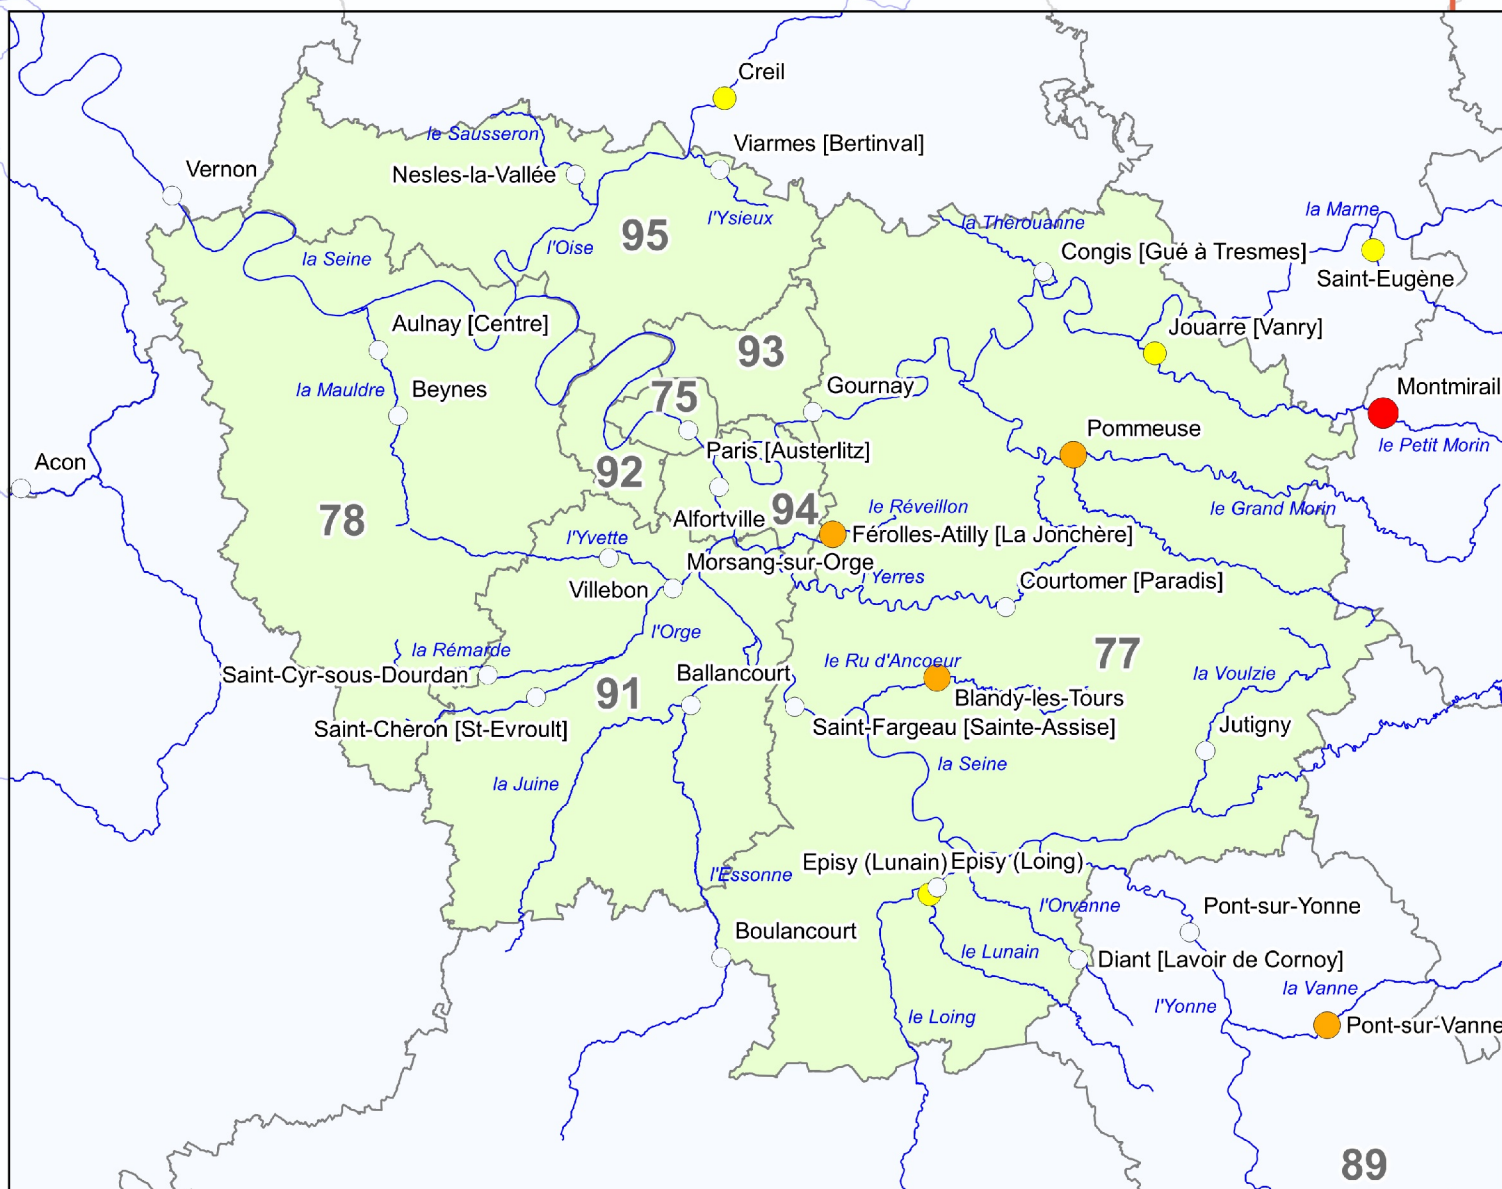 Creil
le Sausseron
Viarmes [Bertinval]
Vernon
Nesles-la-Vallée
la Marne
l'Ysieux
la Thérouanne
95
l'Oise
Congis [Gué à Tresmes]
la Seine
Saint-Eugène
Aulnay [Centre]
Jouarre [Vanry]
93
la Mauldre
Beynes
75
Gournay
Montmirail
Pommeuse
le Petit Morin
Paris [Austerlitz]
Acon
92
le Grand Morin
78
94
le Réveillon
Alfortville
l'Yvette
Férolles-Atilly [La Jonchère]
Morsang-sur-Orge
Villebon
l'Yerres
Courtomer [Paradis]
l'Orge
la Rémarde
77
le Ru d'Ancoeur
Saint-Cyr-sous-Dourdan
Ballancourt
la Voulzie
91
Blandy-les-Tours
Saint-Cheron [St-Evroult]
Saint-Fargeau [Sainte-Assise]
Jutigny
la Seine
la Juine
Episy (Lunain)
Episy (Loing)
l'Essonne
l'Orvanne
Pont-sur-Yonne
Boulancourt
le Lunain
Diant [Lavoir de Cornoy]
la Vanne
l'Yonne
le Loing
Pont-sur-Vanne
89